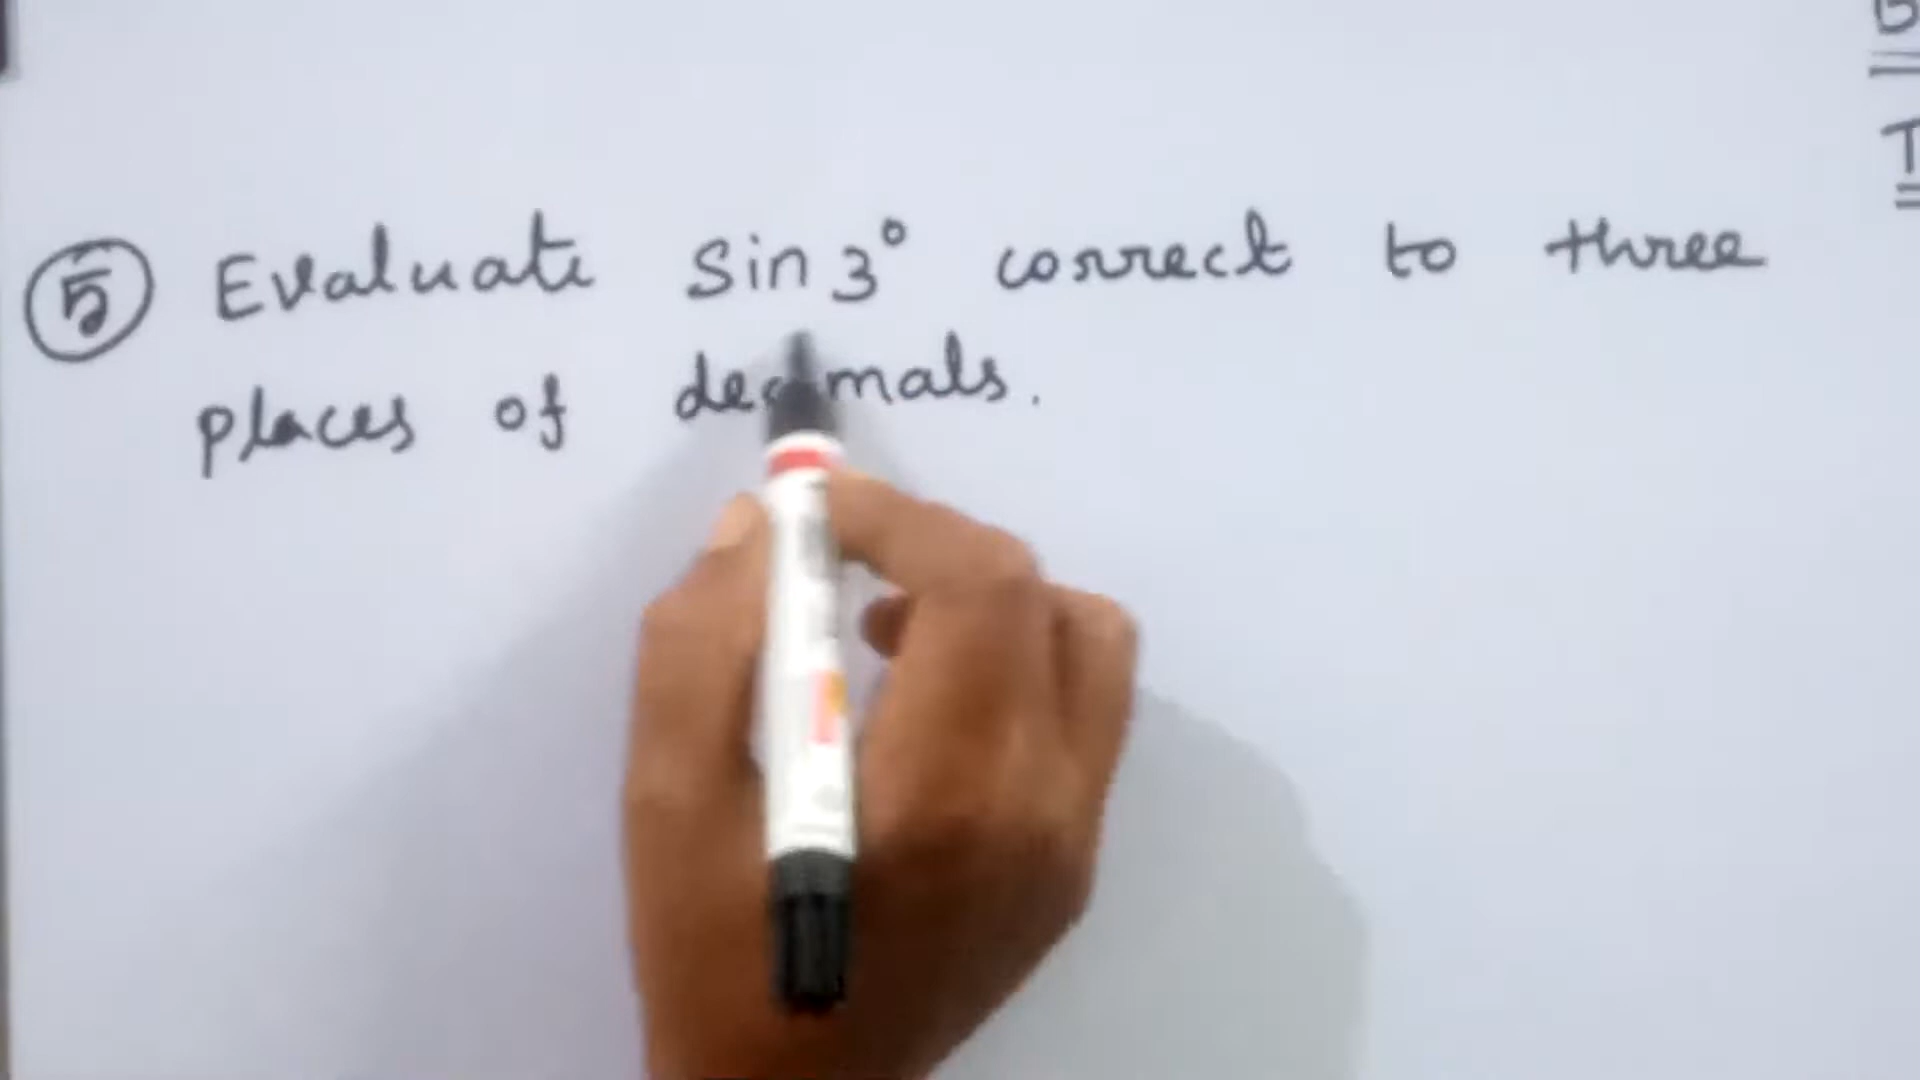 ⑤ Evaluate sin 3° correct to three
places of decimals.